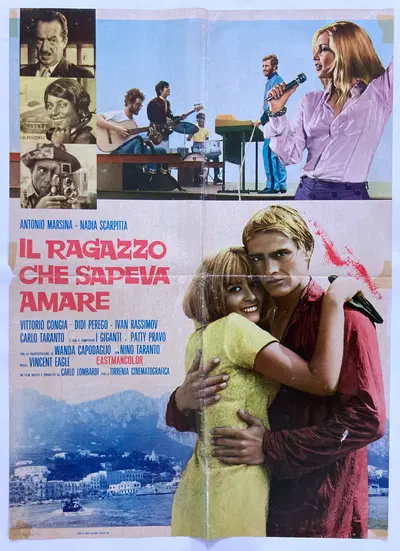 ANTONIO MARSINA - NADIA SCARPITTA
IL RAGAZZO
CHE SAPEVA
AMARE
VITTORIO CONGIA - DIDI PEREGO - IVAN RASSIMOV
CARLO TARANTO I GIGANTI PATTY PRAVO
WANDA CAPODAGLIO NINO TARANTO
VINCENT EAGLE EASTMANCOLOR
CARLO LOMBARDI TIRRENIA CINEMATOGRAFICA